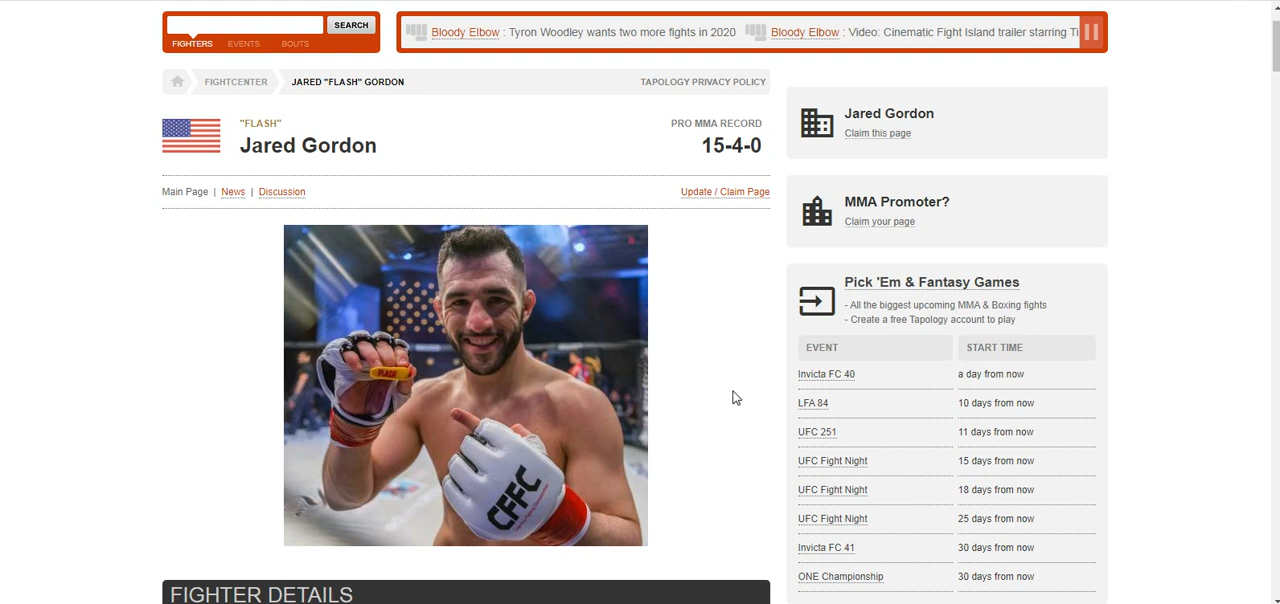 SEARCH
FIGHTERS EVENTS BOUTS
Bloody Elbow : Tyron Woodley wants two more fights in 2020 Bloody Elbow : Video: Cinematic Fight Island trailer starring Ti
FIGHTCENTER JARED "FLASH" GORDON TAPOLOGY PRIVACY POLICY
"FLASH"
Jared Gordon
PRO MMA RECORD
15-4-0
Main Page | News | Discussion Update / Claim Page
FLASH
CFFC
FIGHTER DETAILS
Jared Gordon
Claim this page
MMA Promoter?
Claim your page
Pick 'Em & Fantasy Games
- All the biggest upcoming MMA & Boxing fights
- Create a free Tapology account to play
EVENT START TIME
Invicta FC 40 a day from now
LFA 84 10 days from now
UFC 251 11 days from now
UFC Fight Night 15 days from now
UFC Fight Night 18 days from now
UFC Fight Night 25 days from now
Invicta FC 41 30 days from now
ONE Championship 30 days from now